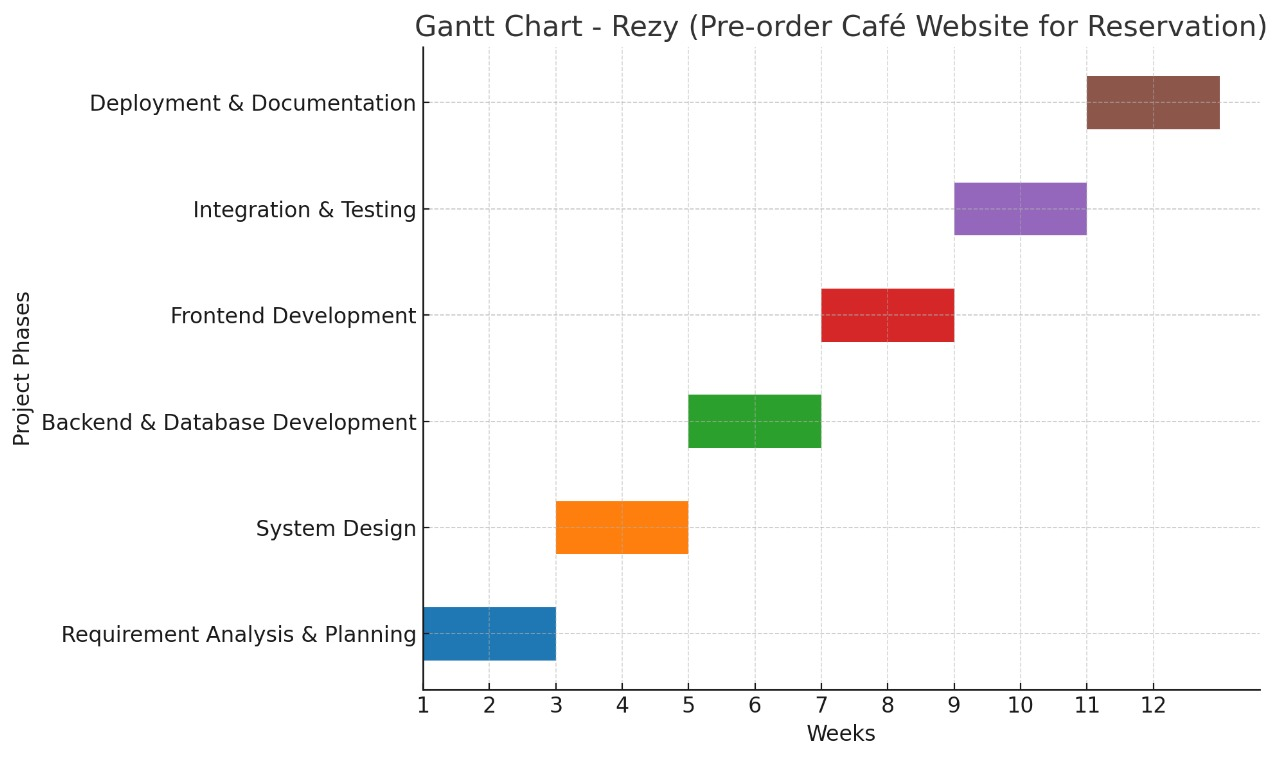 Gantt Chart - Rezy (Pre-order Café Website for Reservation)
Deployment & Documentation
Integration & Testing
Frontend Development
Backend & Database Development
System Design
Requirement Analysis & Planning
Project Phases
1 2 3 4 5 6 7 8 9 10 11 12
Weeks